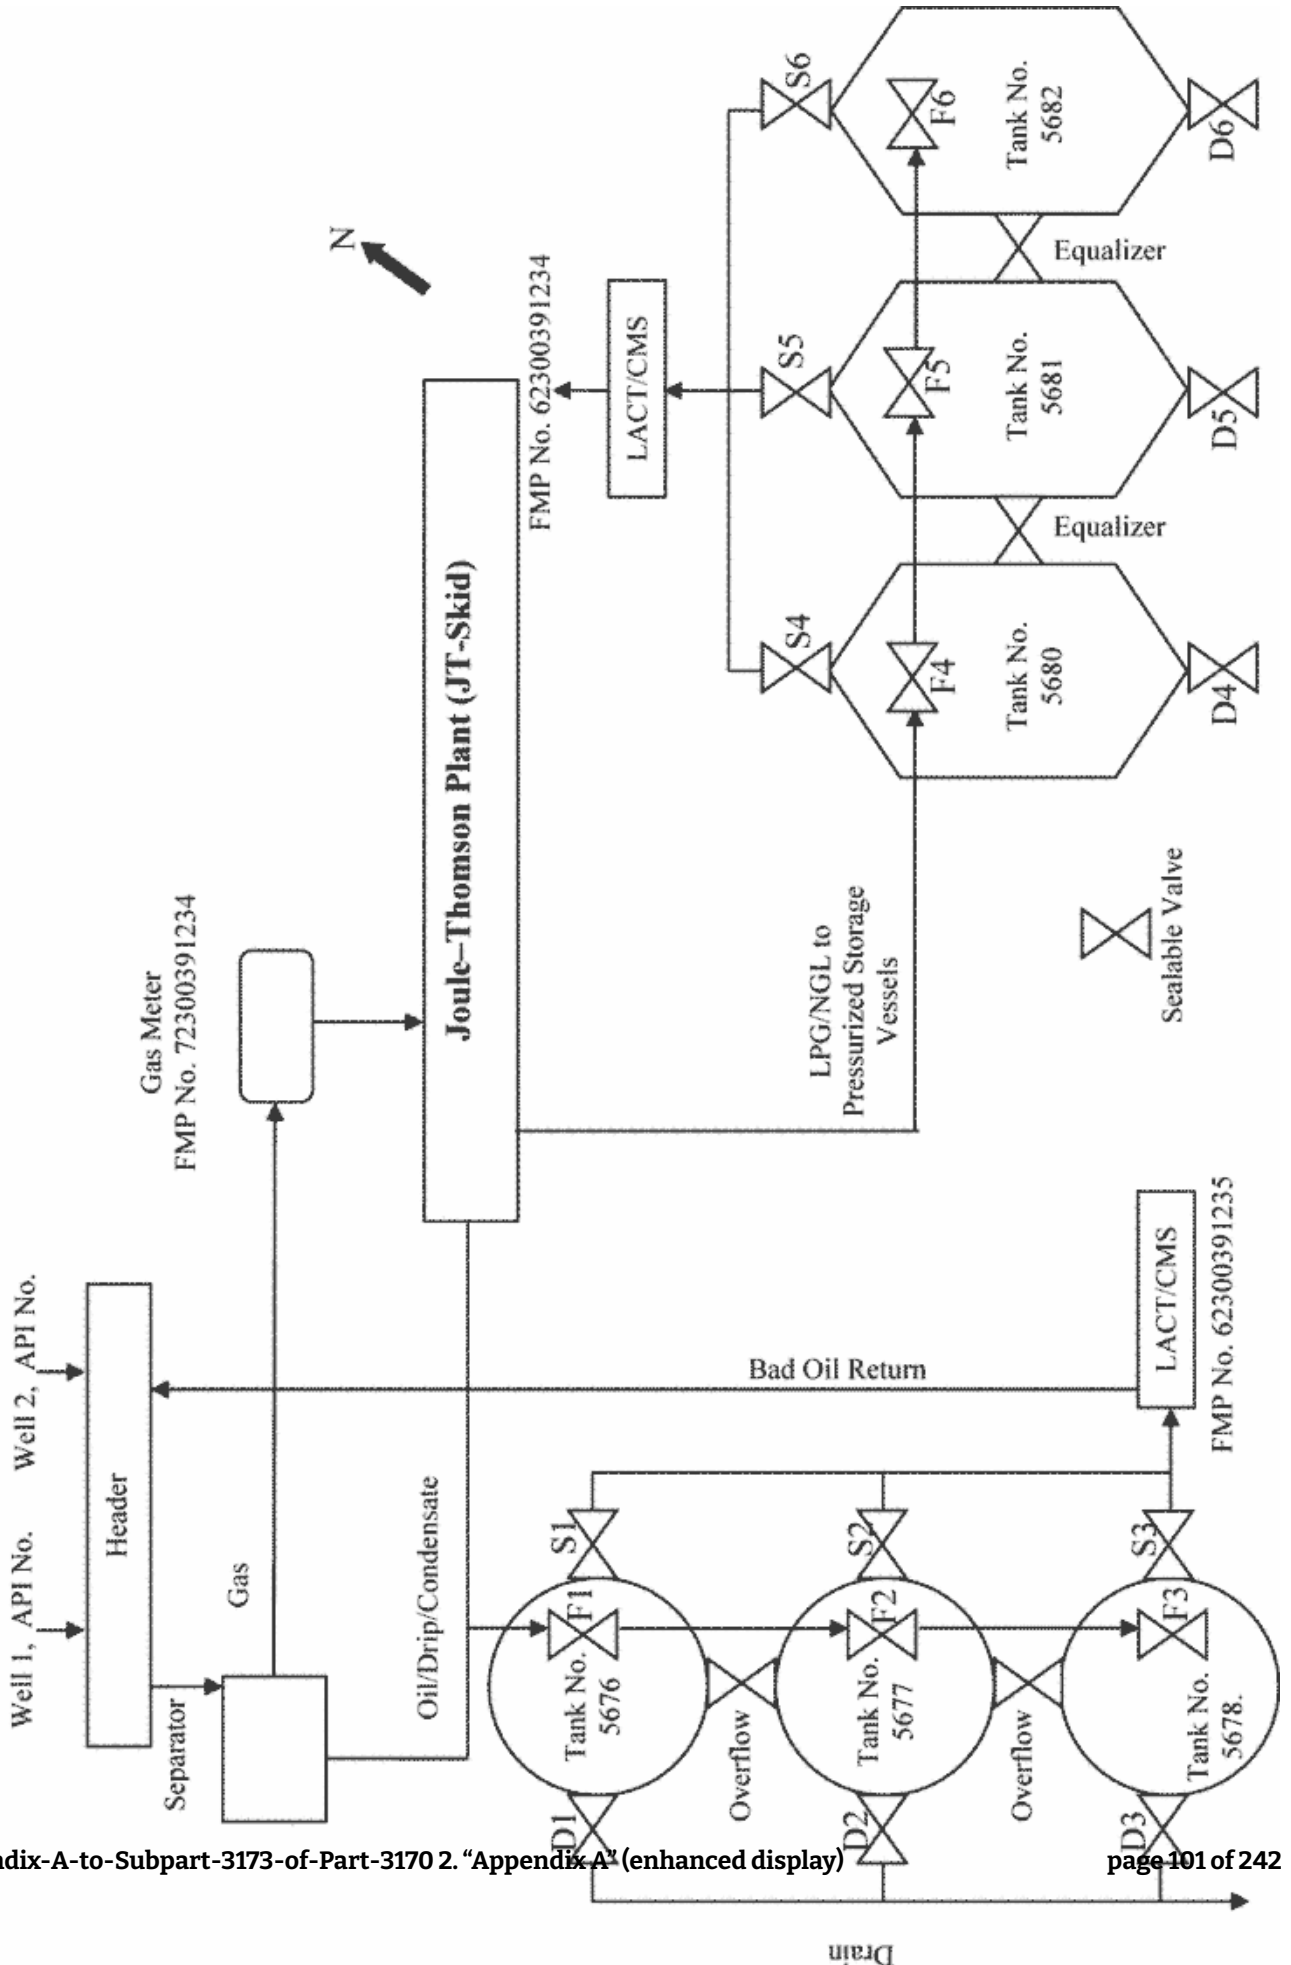 Well 1, API No.
Well 2, API No.
Header
Separator
Gas
Gas Meter
FMP No. 72300391234
N
Joule–Thomson Plant (JT-Skid)
Oil/Drip/Condensate
Bad Oil Return
FMP No. 62300391234
LACT/CMS
LPG/NGL to
Pressurized Storage
Vessels
S4
S5
S6
F4
F5
F6
Tank No.
5680
Tank No.
5681
Tank No.
5682
Equalizer
Equalizer
D4
D5
D6
Sealable Valve
S1
S2
S3
F1
F2
F3
Tank No.
5676
Tank No.
5677
Tank No.
5678.
Overflow
Overflow
D1
D2
D3
LACT/CMS
FMP No. 62300391235
Drain
ndix-A-to-Subpart-3173-of-Part-3170 2. “Appendix A” (enhanced display)
page 101 of 242